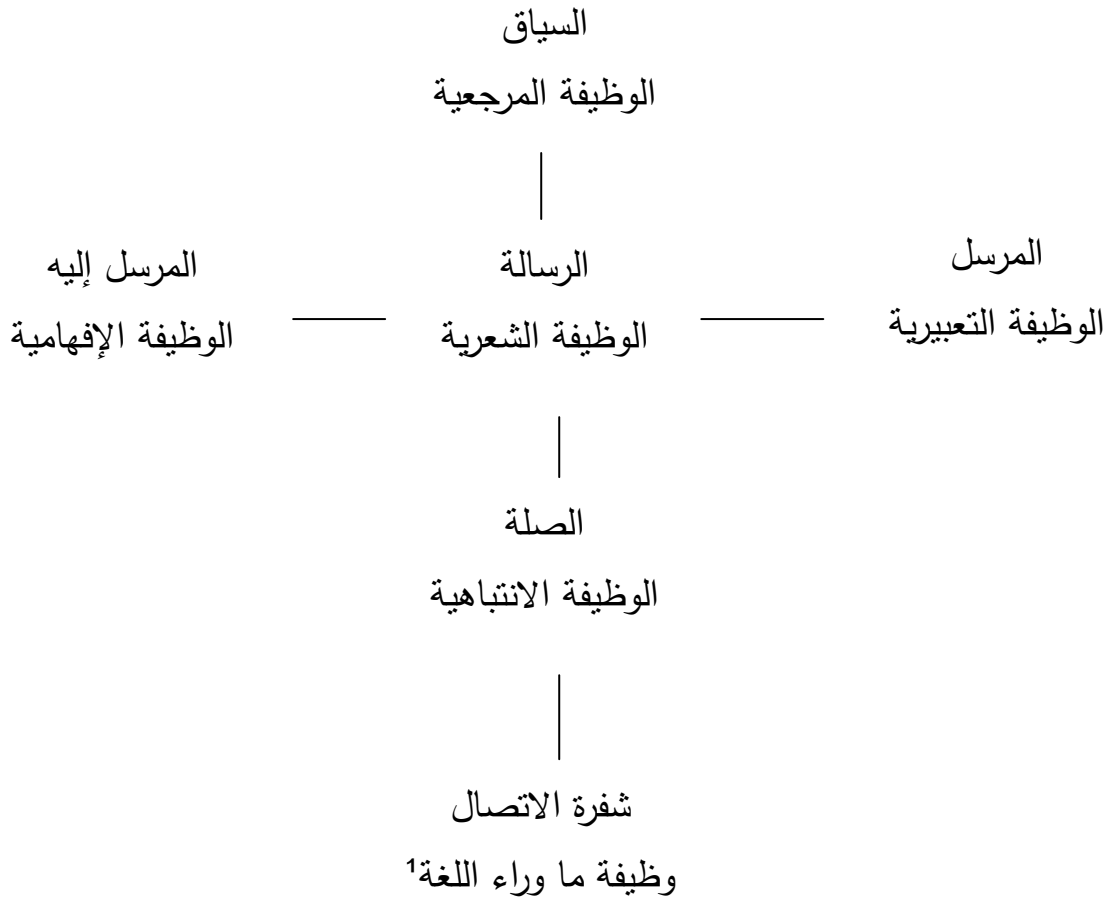 السياق
الوظيفة المرجعية
المرسل
الوظيفة التعبيرية
الرسالة
الوظيفة الشعرية
المرسل إليه
الوظيفة الإفهامية
الصلة
الوظيفة الانتباهية
شفرة الاتصال
وظيفة ما وراء اللغة¹